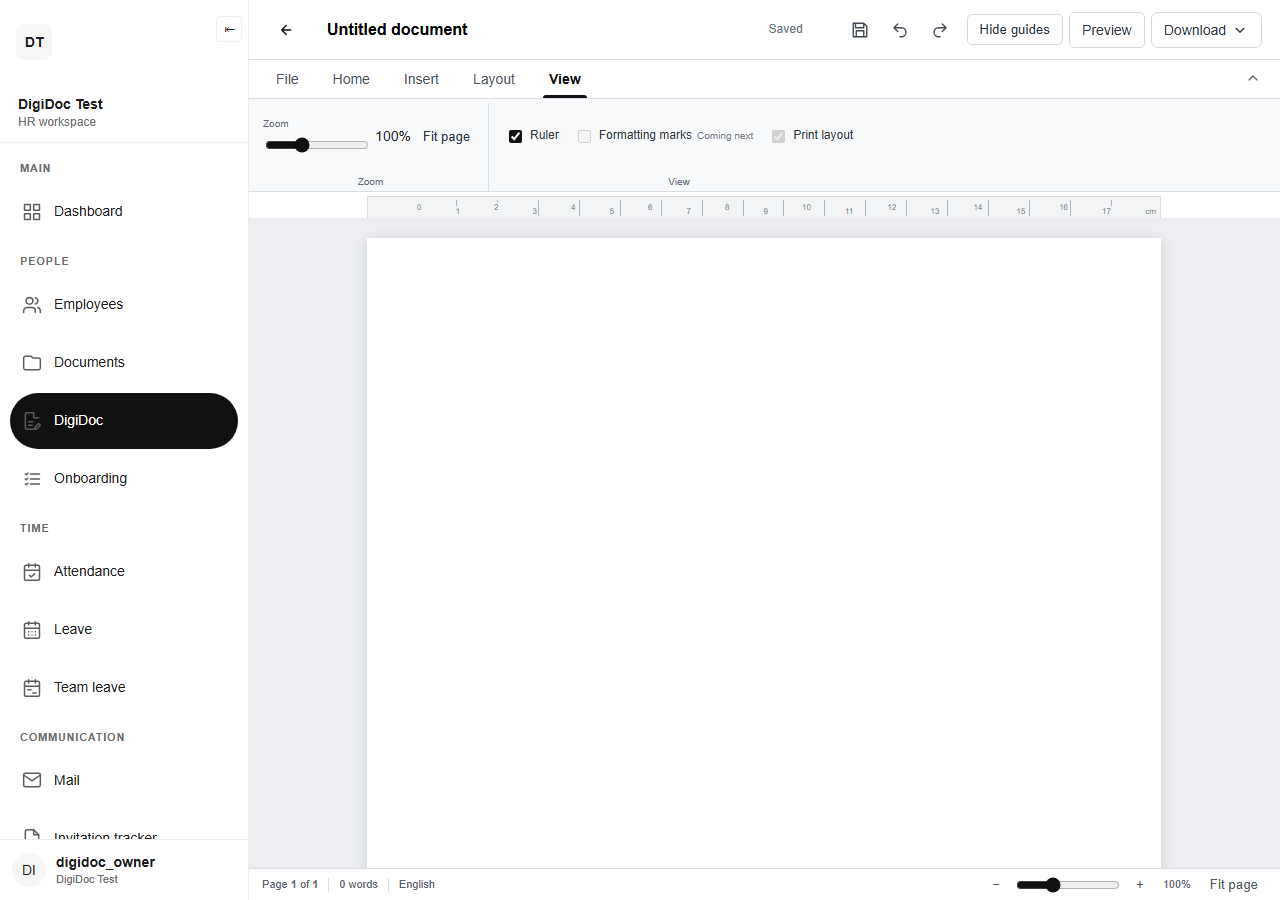 DT
DigiDoc Test
HR workspace
MAIN
Dashboard
PEOPLE
Employees
Documents
DigiDoc
Onboarding
TIME
Attendance
Leave
Team leave
COMMUNICATION
Mail
Invitation tracker
DI
digidoc_owner
DigiDoc Test
Untitled document
Saved
Hide guides
Preview
Download
File
Home
Insert
Layout
View
Zoom
100%
Fit page
Zoom
Ruler
Formatting marks Coming next
Print layout
View
0 1 2 3 4 5 6 7 8 9 10 11 12 13 14 15 16 17 cm
Page 1 of 1
0 words
English
− + 100% Fit page